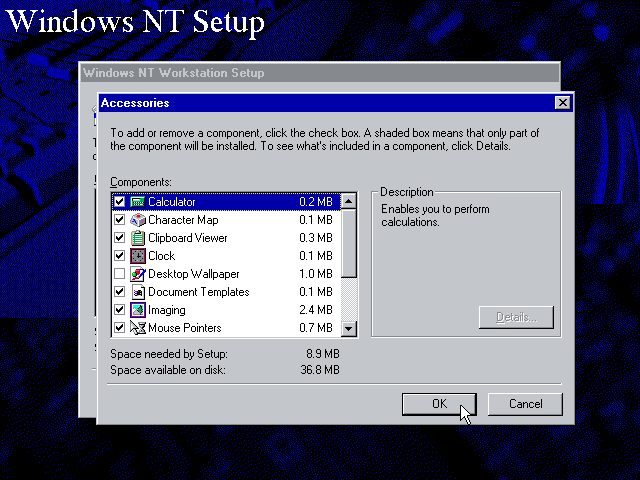 Windows NT Setup
Windows NT Workstation Setup
Accessories
To add or remove a component, click the check box. A shaded box means that only part of
the component will be installed. To see what's included in a component, click Details.
Components:
Calculator 0.2 MB
Character Map 0.1 MB
Clipboard Viewer 0.3 MB
Clock 0.1 MB
Desktop Wallpaper 1.0 MB
Document Templates 0.1 MB
Imaging 2.4 MB
Mouse Pointers 0.7 MB
Description
Enables you to perform
calculations.
Details...
Space needed by Setup: 8.9 MB
Space available on disk: 36.8 MB
OK
Cancel